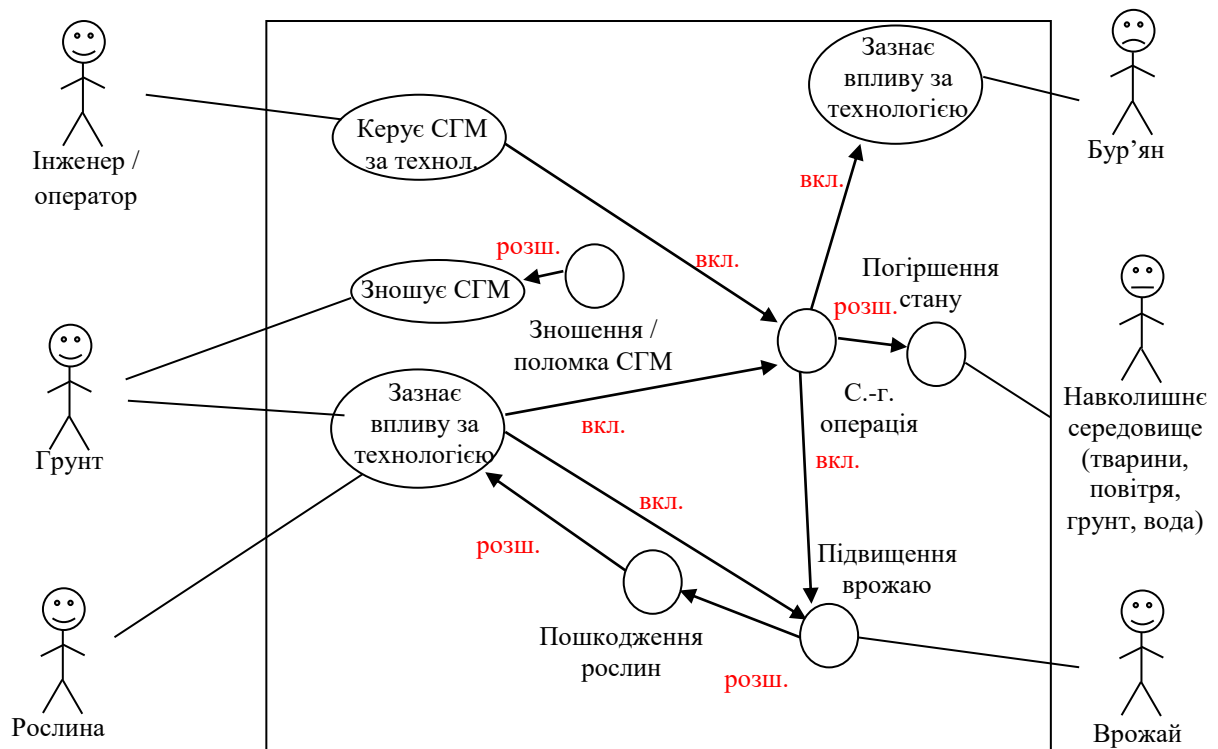 Інженер /
оператор
Грунт
Рослина
Керує СГМ
за технол.
Зношує СГМ
розш.
Зношення /
поломка СГМ
Зазнає
впливу за
технологією
вкл.
вкл.
розш.
вкл.
Пошкодження
рослин
Зазнає
впливу за
технологією
вкл.
Погіршення
стану
розш.
С.-г.
операція
вкл.
Підвищення
врожаю
розш.
Бур’ян
Навколишнє
середовище
(тварини,
повітря,
грунт, вода)
Врожай